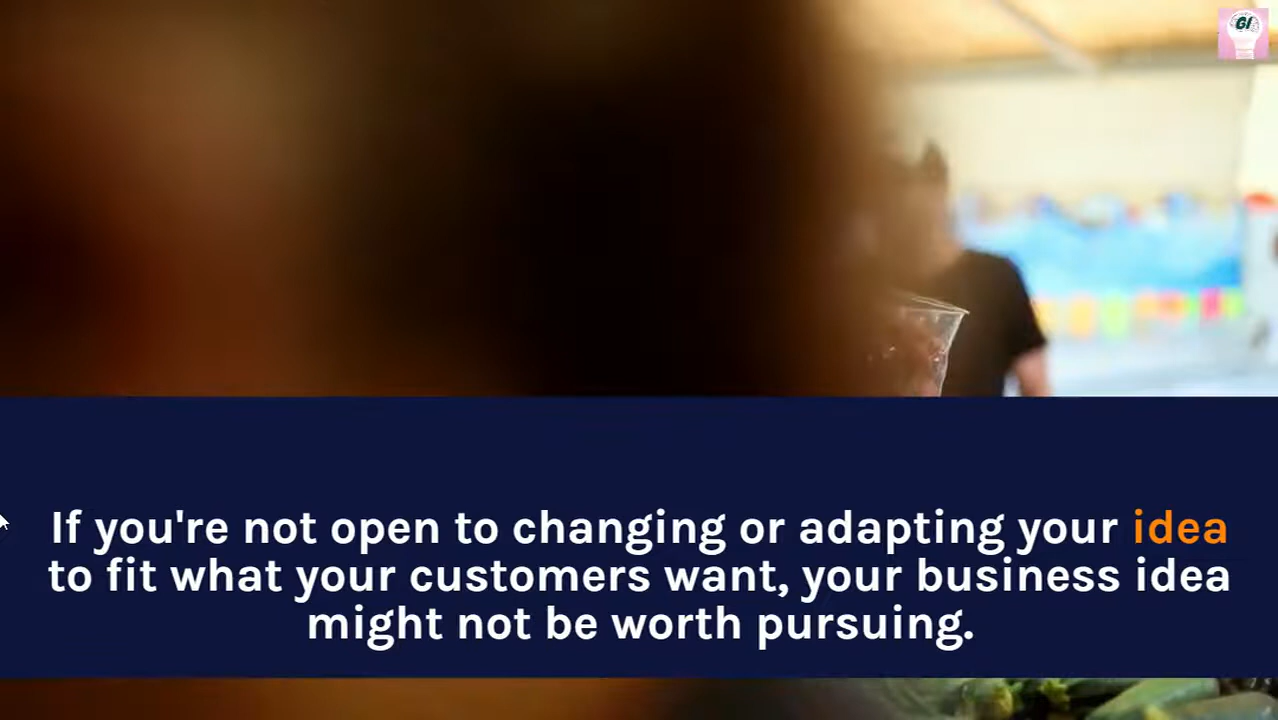 GI
If you're not open to changing or adapting your idea
to fit what your customers want, your business idea
might not be worth pursuing.